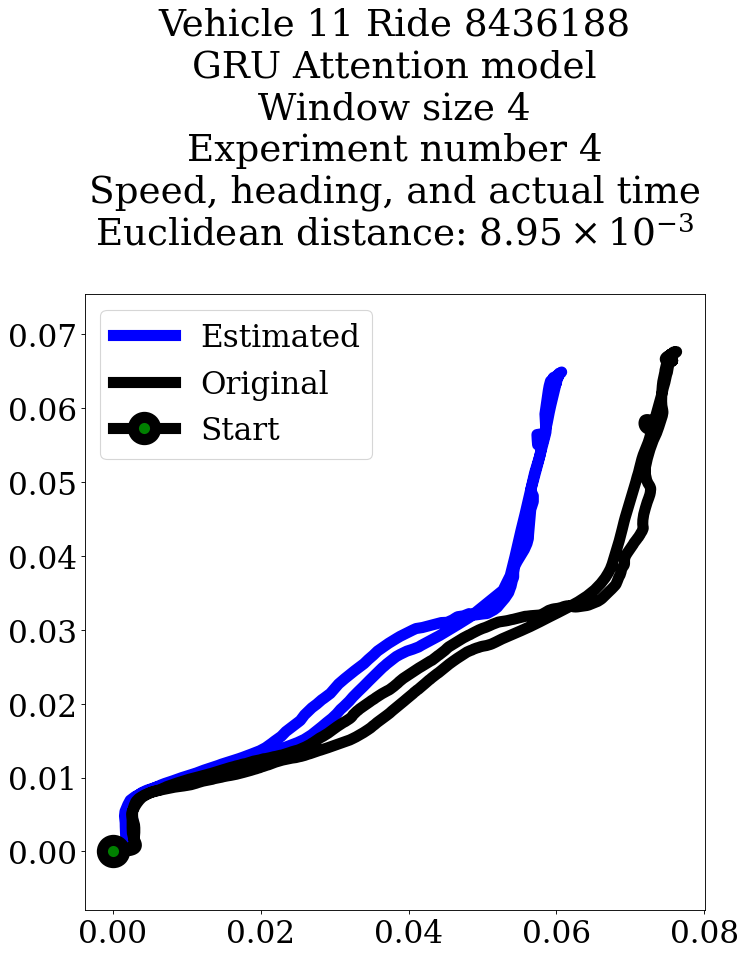 Vehicle 11 Ride 8436188
GRU Attention model
Window size 4
Experiment number 4
Speed, heading, and actual time
Euclidean distance: 8.95 × 10⁻³
Estimated
Original
Start
0.07
0.06
0.05
0.04
0.03
0.02
0.01
0.00
0.00 0.02 0.04 0.06 0.08